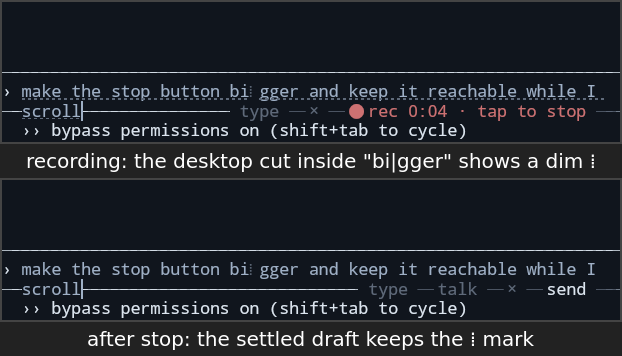 › make the stop button bi⁞ gger and keep it reachable while I
scroll type × ● rec 0:04 · tap to stop
›› bypass permissions on (shift+tab to cycle)
recording: the desktop cut inside "bi|gger" shows a dim ⁞
› make the stop button bi⁞ gger and keep it reachable while I
scroll type talk × send
›› bypass permissions on (shift+tab to cycle)
after stop: the settled draft keeps the ⁞ mark